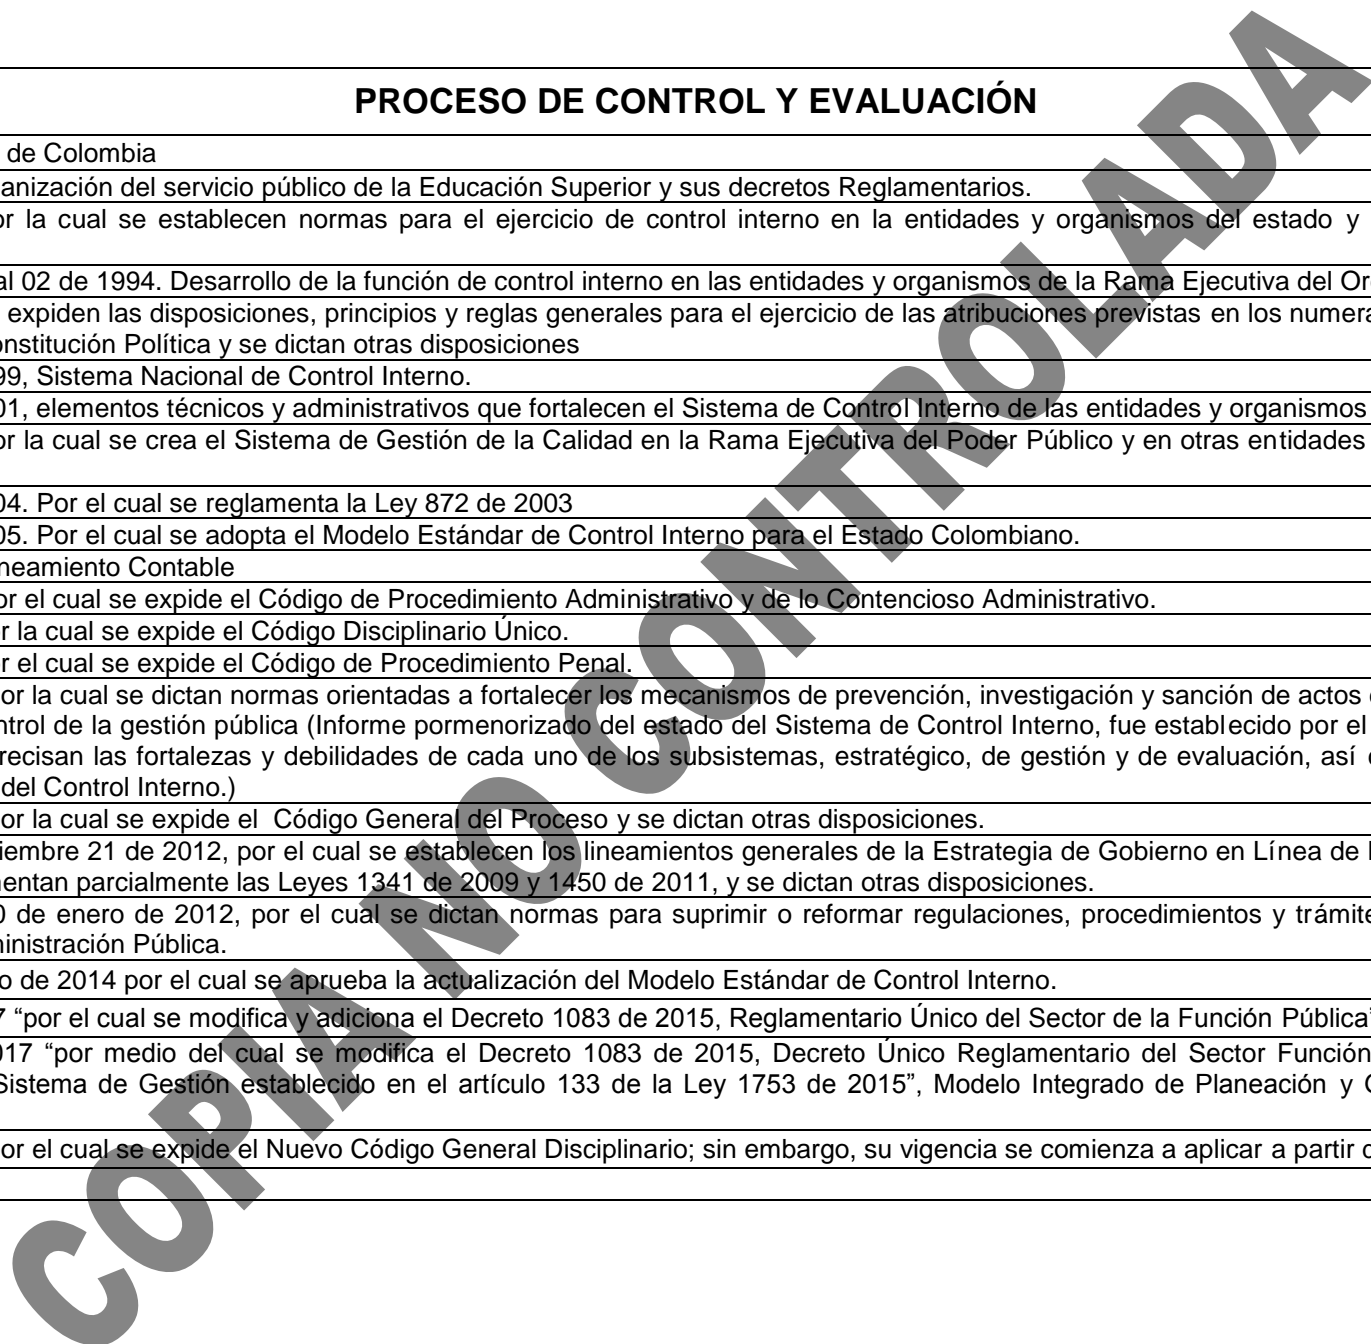 PROCESO DE CONTROL Y EVALUACIÓN
de Colombia
anización del servicio público de la Educación Superior y sus decretos Reglamentarios.
or la cual se establecen normas para el ejercicio de control interno en la entidades y organismos del estado y
al 02 de 1994. Desarrollo de la función de control interno en las entidades y organismos de la Rama Ejecutiva del Or
expiden las disposiciones, principios y reglas generales para el ejercicio de las atribuciones previstas en los numera
onstitución Política y se dictan otras disposiciones
99, Sistema Nacional de Control Interno.
01, elementos técnicos y administrativos que fortalecen el Sistema de Control Interno de las entidades y organismos
or la cual se crea el Sistema de Gestión de la Calidad en la Rama Ejecutiva del Poder Público y en otras entidades
04. Por el cual se reglamenta la Ley 872 de 2003
05. Por el cual se adopta el Modelo Estándar de Control Interno para el Estado Colombiano.
neamiento Contable
or el cual se expide el Código de Procedimiento Administrativo y de lo Contencioso Administrativo.
r la cual se expide el Código Disciplinario Único.
r el cual se expide el Código de Procedimiento Penal.
or la cual se dictan normas orientadas a fortalecer los mecanismos de prevención, investigación y sanción de actos
ntrol de la gestión pública (Informe pormenorizado del estado del Sistema de Control Interno, fue establecido por el
recisan las fortalezas y debilidades de cada uno de los subsistemas, estratégico, de gestión y de evaluación, así
del Control Interno.)
or la cual se expide el Código General del Proceso y se dictan otras disposiciones.
iembre 21 de 2012, por el cual se establecen los lineamientos generales de la Estrategia de Gobierno en Línea de
mentan parcialmente las Leyes 1341 de 2009 y 1450 de 2011, y se dictan otras disposiciones.
0 de enero de 2012, por el cual se dictan normas para suprimir o reformar regulaciones, procedimientos y trámite
ministración Pública.
o de 2014 por el cual se aprueba la actualización del Modelo Estándar de Control Interno.
7 “por el cual se modifica y adiciona el Decreto 1083 de 2015, Reglamentario Único del Sector de la Función Pública”
017 “por medio del cual se modifica el Decreto 1083 de 2015, Decreto Único Reglamentario del Sector Función
Sistema de Gestión establecido en el artículo 133 de la Ley 1753 de 2015”, Modelo Integrado de Planeación y
or el cual se expide el Nuevo Código General Disciplinario; sin embargo, su vigencia se comienza a aplicar a partir
COPIA NO CONTROLADA